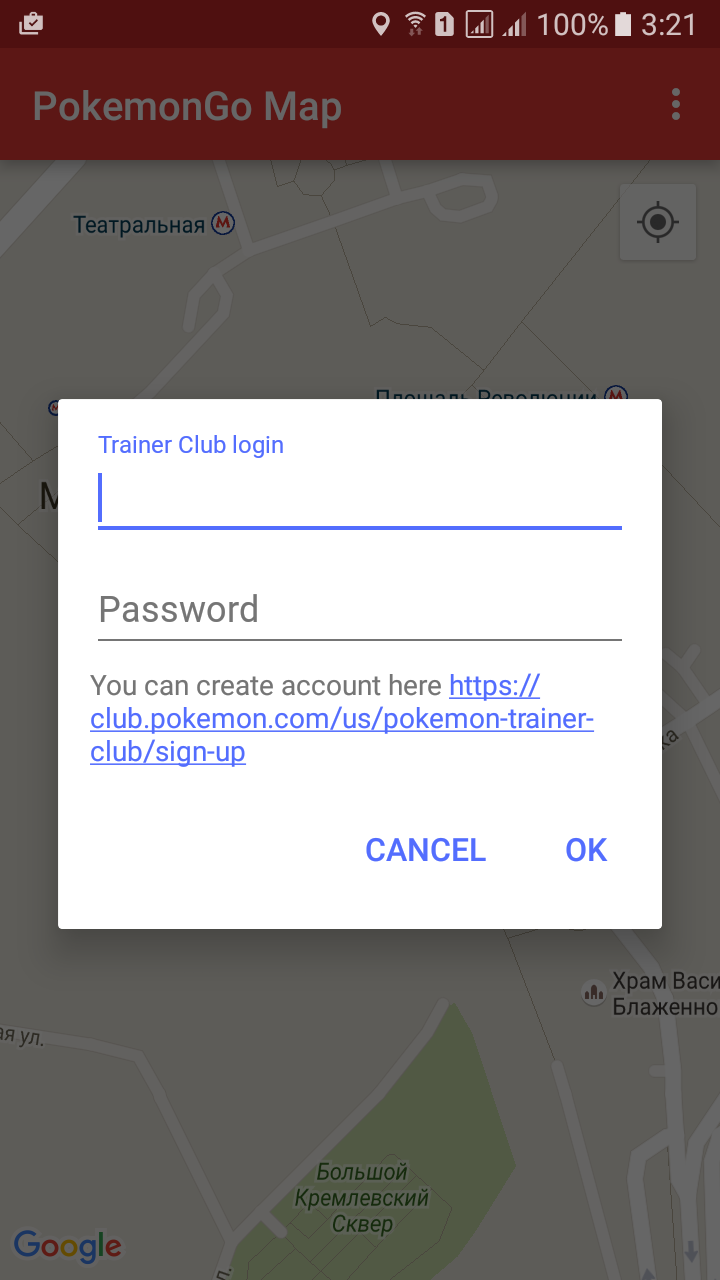 1 100% 3:21
PokemonGo Map
Театральная M
Площадь Революции M
M
Trainer Club login
Password
You can create account here https://
club.pokemon.com/us/pokemon-trainer-
club/sign-up
CANCEL OK
Храм Васи
Блаженно
ая ул.
Большой
Кремлевский
Сквер
Google